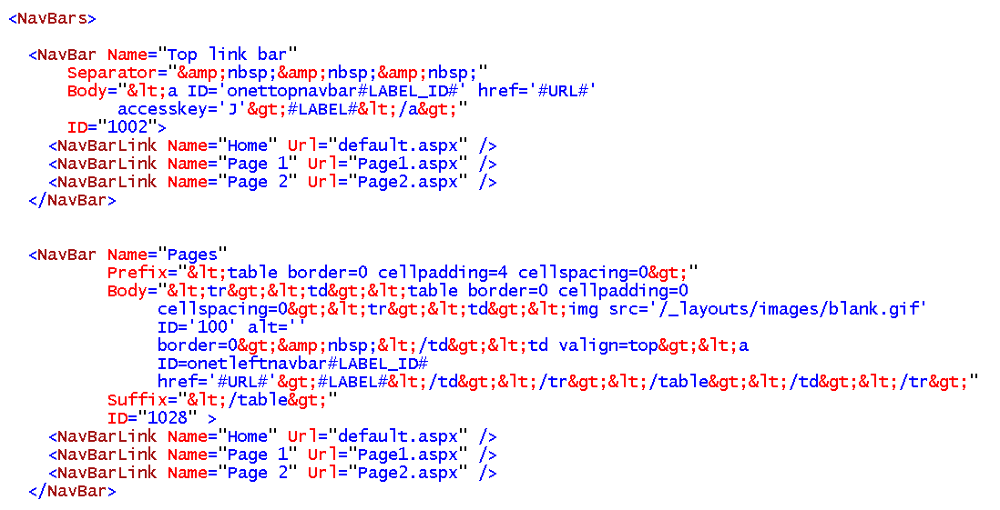 <NavBars>
<NavBar Name="Top link bar"
Separator="&amp;nbsp;&amp;nbsp;&amp;nbsp;"
Body="&lt;a ID='onettopnavbar#LABEL_ID#' href='#URL#'
accesskey='J'&gt;#LABEL#&lt;/a&gt;"
ID="1002">
<NavBarLink Name="Home" Url="default.aspx" />
<NavBarLink Name="Page 1" Url="Page1.aspx" />
<NavBarLink Name="Page 2" Url="Page2.aspx" />
</NavBar>
<NavBar Name="Pages"
Prefix="&lt;table border=0 cellpadding=4 cellspacing=0&gt;"
Body="&lt;tr&gt;&lt;td&gt;&lt;table border=0 cellpadding=0
cellspacing=0&gt;&lt;tr&gt;&lt;td&gt;&lt;img src='/_layouts/images/blank.gif'
ID='100' alt=''
border=0&gt;&amp;nbsp;&lt;/td&gt;&lt;td valign=top&gt;&lt;a
ID=onetleftnavbar#LABEL_ID#
href='#URL#'&gt;#LABEL#&lt;/td&gt;&lt;/tr&gt;&lt;/table&gt;&lt;/td&gt;&lt;/tr&gt;"
Suffix="&lt;/table&gt;"
ID="1028" >
<NavBarLink Name="Home" Url="default.aspx" />
<NavBarLink Name="Page 1" Url="Page1.aspx" />
<NavBarLink Name="Page 2" Url="Page2.aspx" />
</NavBar>